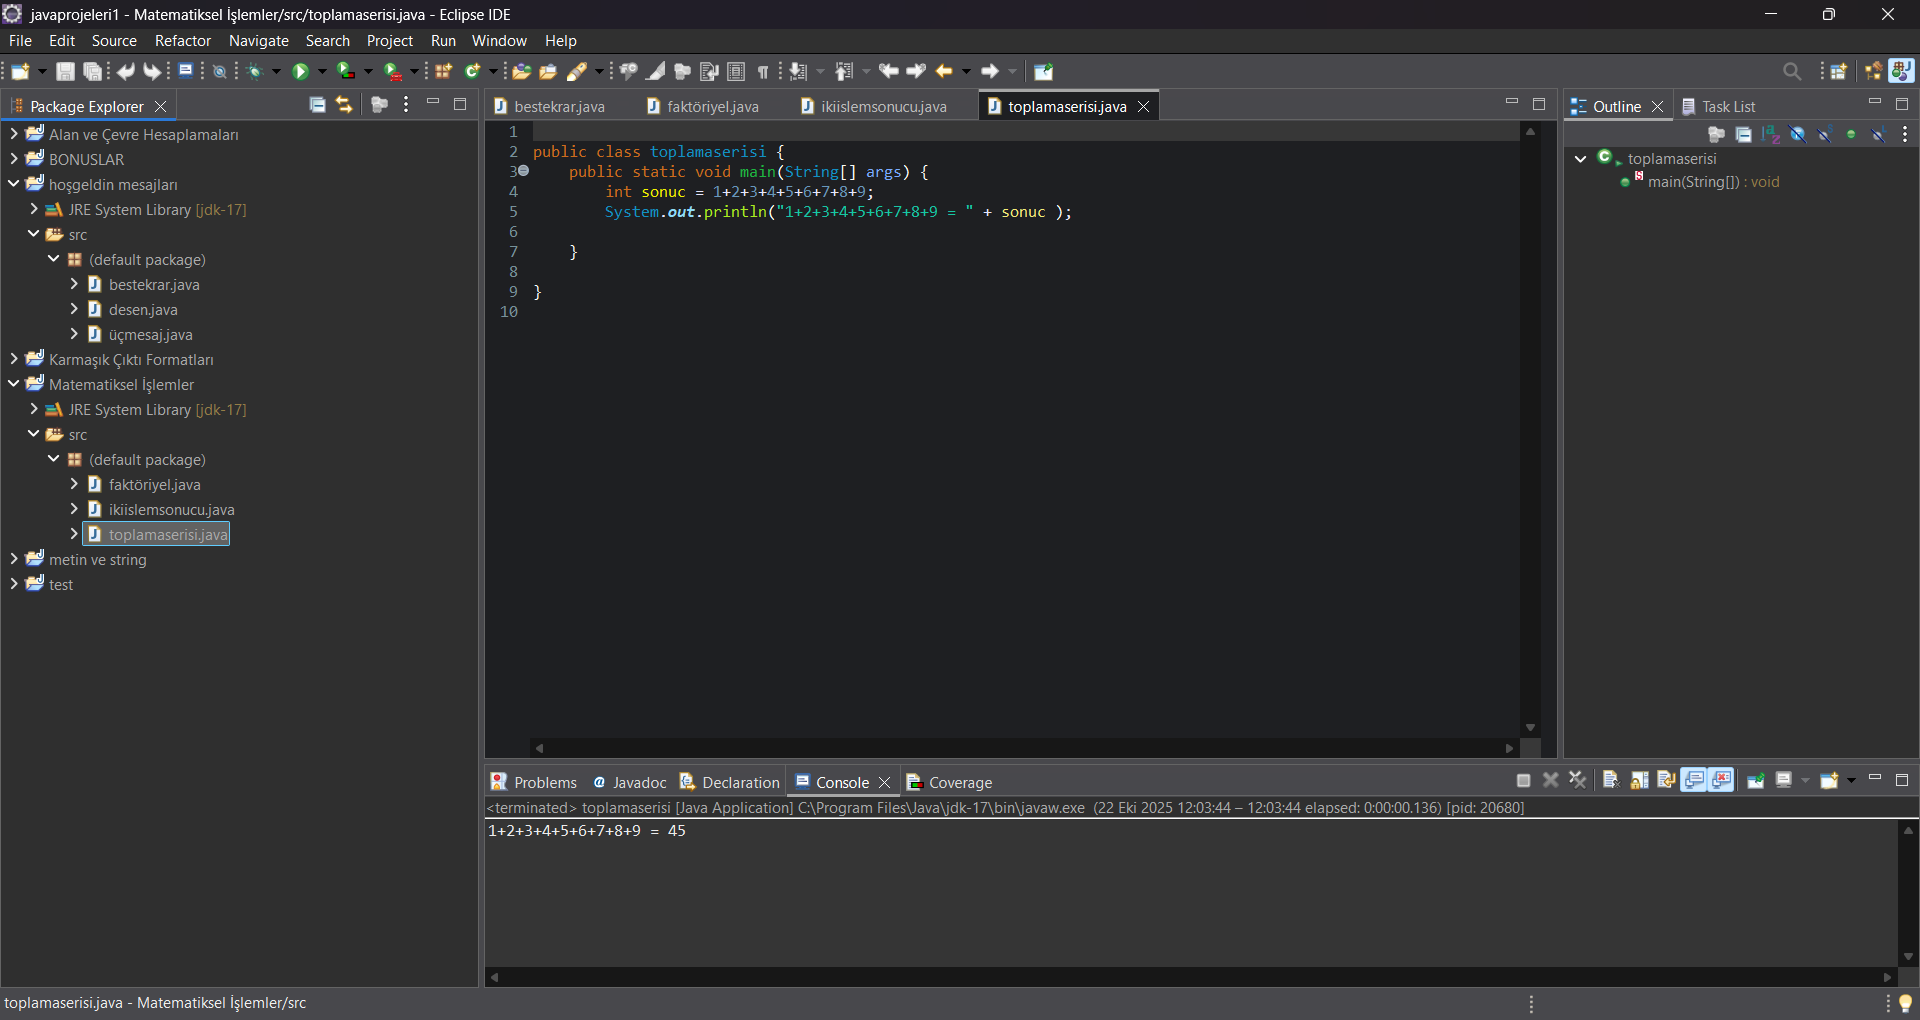 javaprojeleri1 - Matematiksel İşlemler/src/toplamaserisi.java - Eclipse IDE
File Edit Source Refactor Navigate Search Project Run Window Help
Package Explorer
Alan ve Çevre Hesaplamaları
BONUSLAR
hoşgeldin mesajları
JRE System Library [jdk-17]
src
(default package)
bestekrar.java
desen.java
üçmesaj.java
Karmaşık Çıktı Formatları
Matematiksel İşlemler
JRE System Library [jdk-17]
src
(default package)
faktöriyel.java
ikiislemsonucu.java
toplamaserisi.java
metin ve string
test
bestekrar.java faktöriyel.java ikiislemsonucu.java toplamaserisi.java
1
2 public class toplamaserisi {
3 public static void main(String[] args) {
4 int sonuc = 1+2+3+4+5+6+7+8+9;
5 System.out.println("1+2+3+4+5+6+7+8+9 = " + sonuc );
6
7 }
8
9 }
10
Outline Task List
toplamaserisi
main(String[]) : void
Problems Javadoc Declaration Console Coverage
<terminated> toplamaserisi [Java Application] C:\Program Files\Java\jdk-17\bin\javaw.exe (22 Eki 2025 12:03:44 – 12:03:44 elapsed: 0:00:00.136) [pid: 20680]
1+2+3+4+5+6+7+8+9 = 45
toplamaserisi.java - Matematiksel İşlemler/src